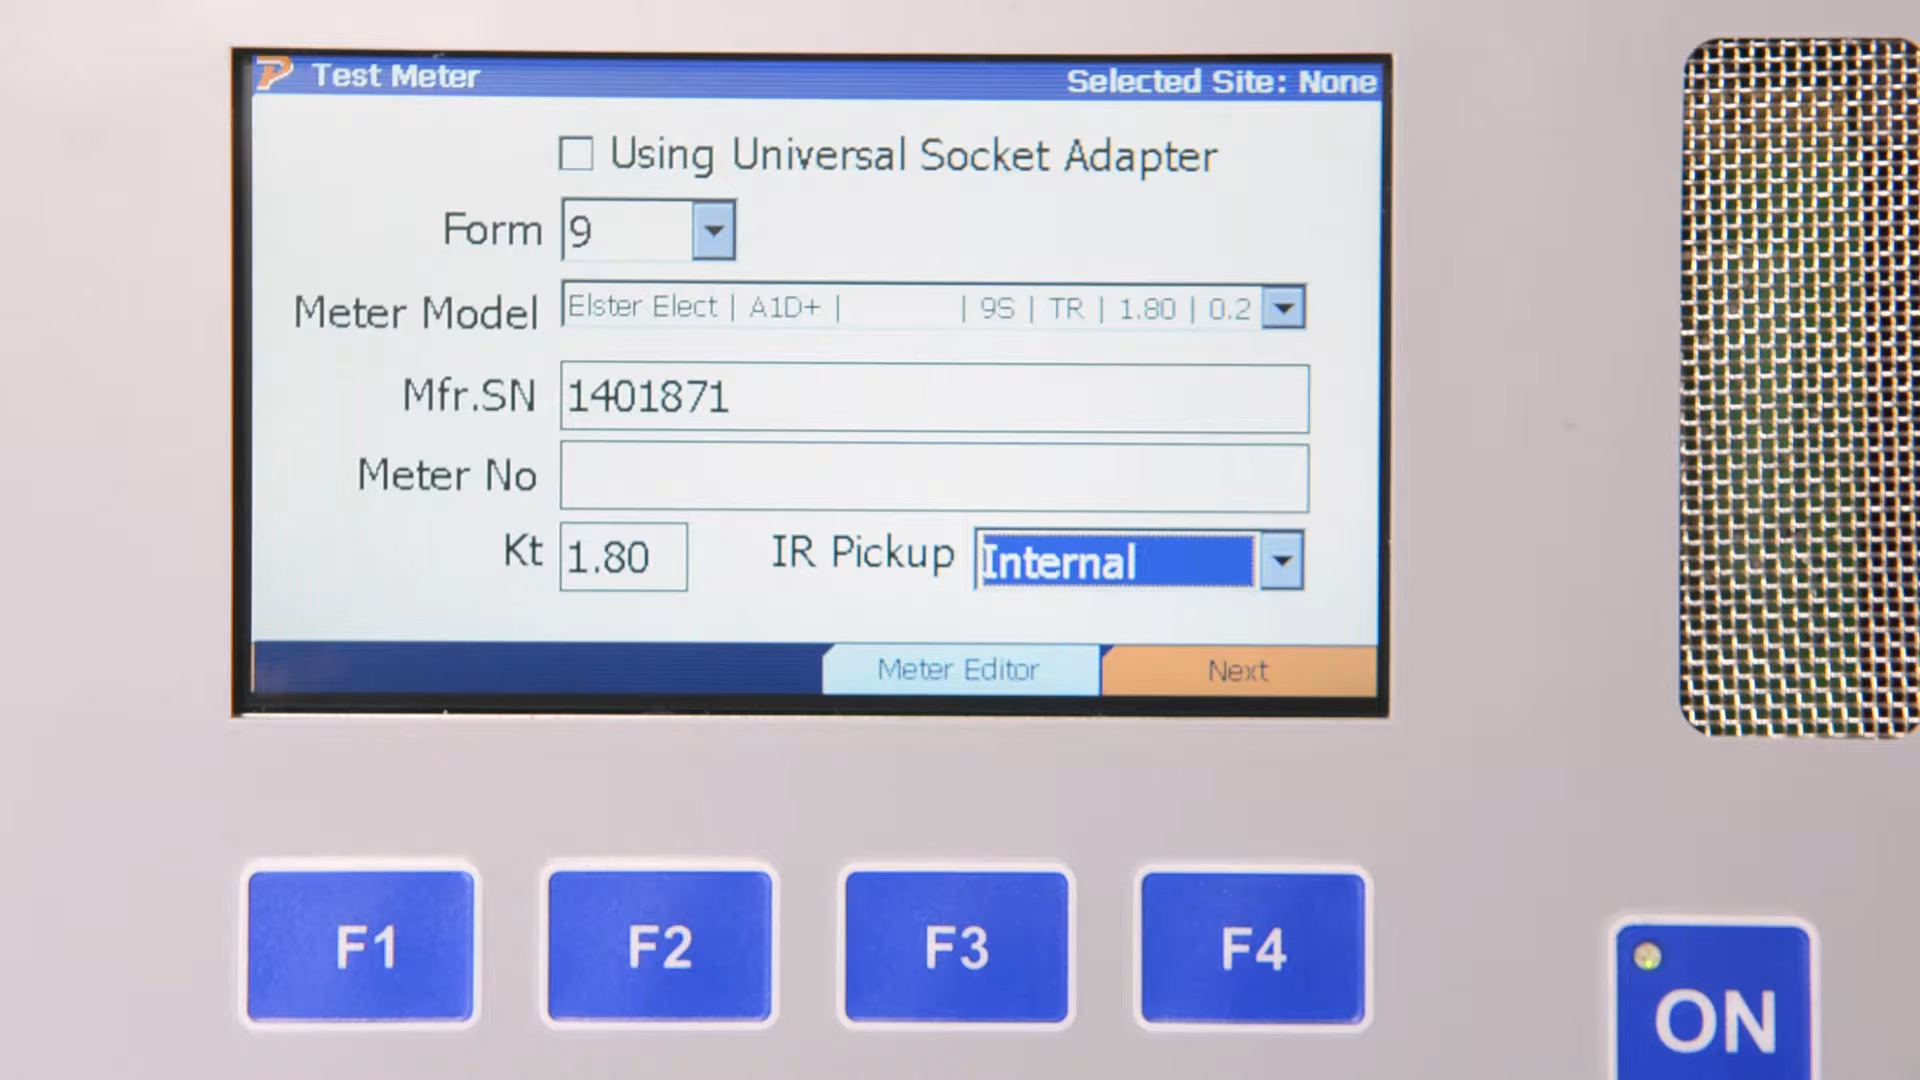 Test Meter Selected Site: None
Using Universal Socket Adapter
Form 9
Meter Model Elster Elect | A1D+ | | 9S | TR | 1.80 | 0.2
Mfr.SN 1401871
Meter No
Kt 1.80 IR Pickup Internal
Meter Editor Next
F1 F2 F3 F4
ON